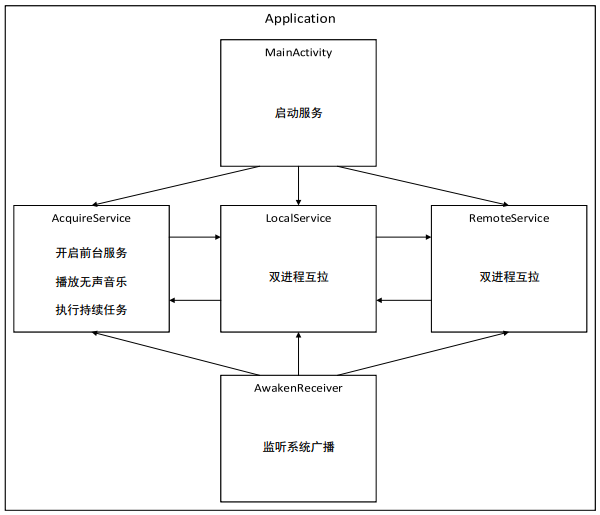 Application
MainActivity
启动服务
AcquireService
开启前台服务
播放无声音乐
执行持续任务
LocalService
双进程互拉
RemoteService
双进程互拉
AwakenReceiver
监听系统广播